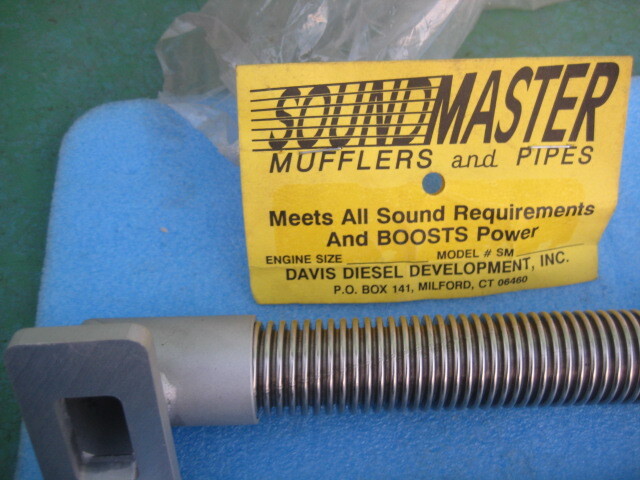 SOUNDMASTER
MUFFLERS and PIPES
Meets All Sound Requirements
And BOOSTS Power
ENGINE SIZE MODEL # SM
DAVIS DIESEL DEVELOPMENT, INC.
P.O. BOX 141, MILFORD, CT 06460